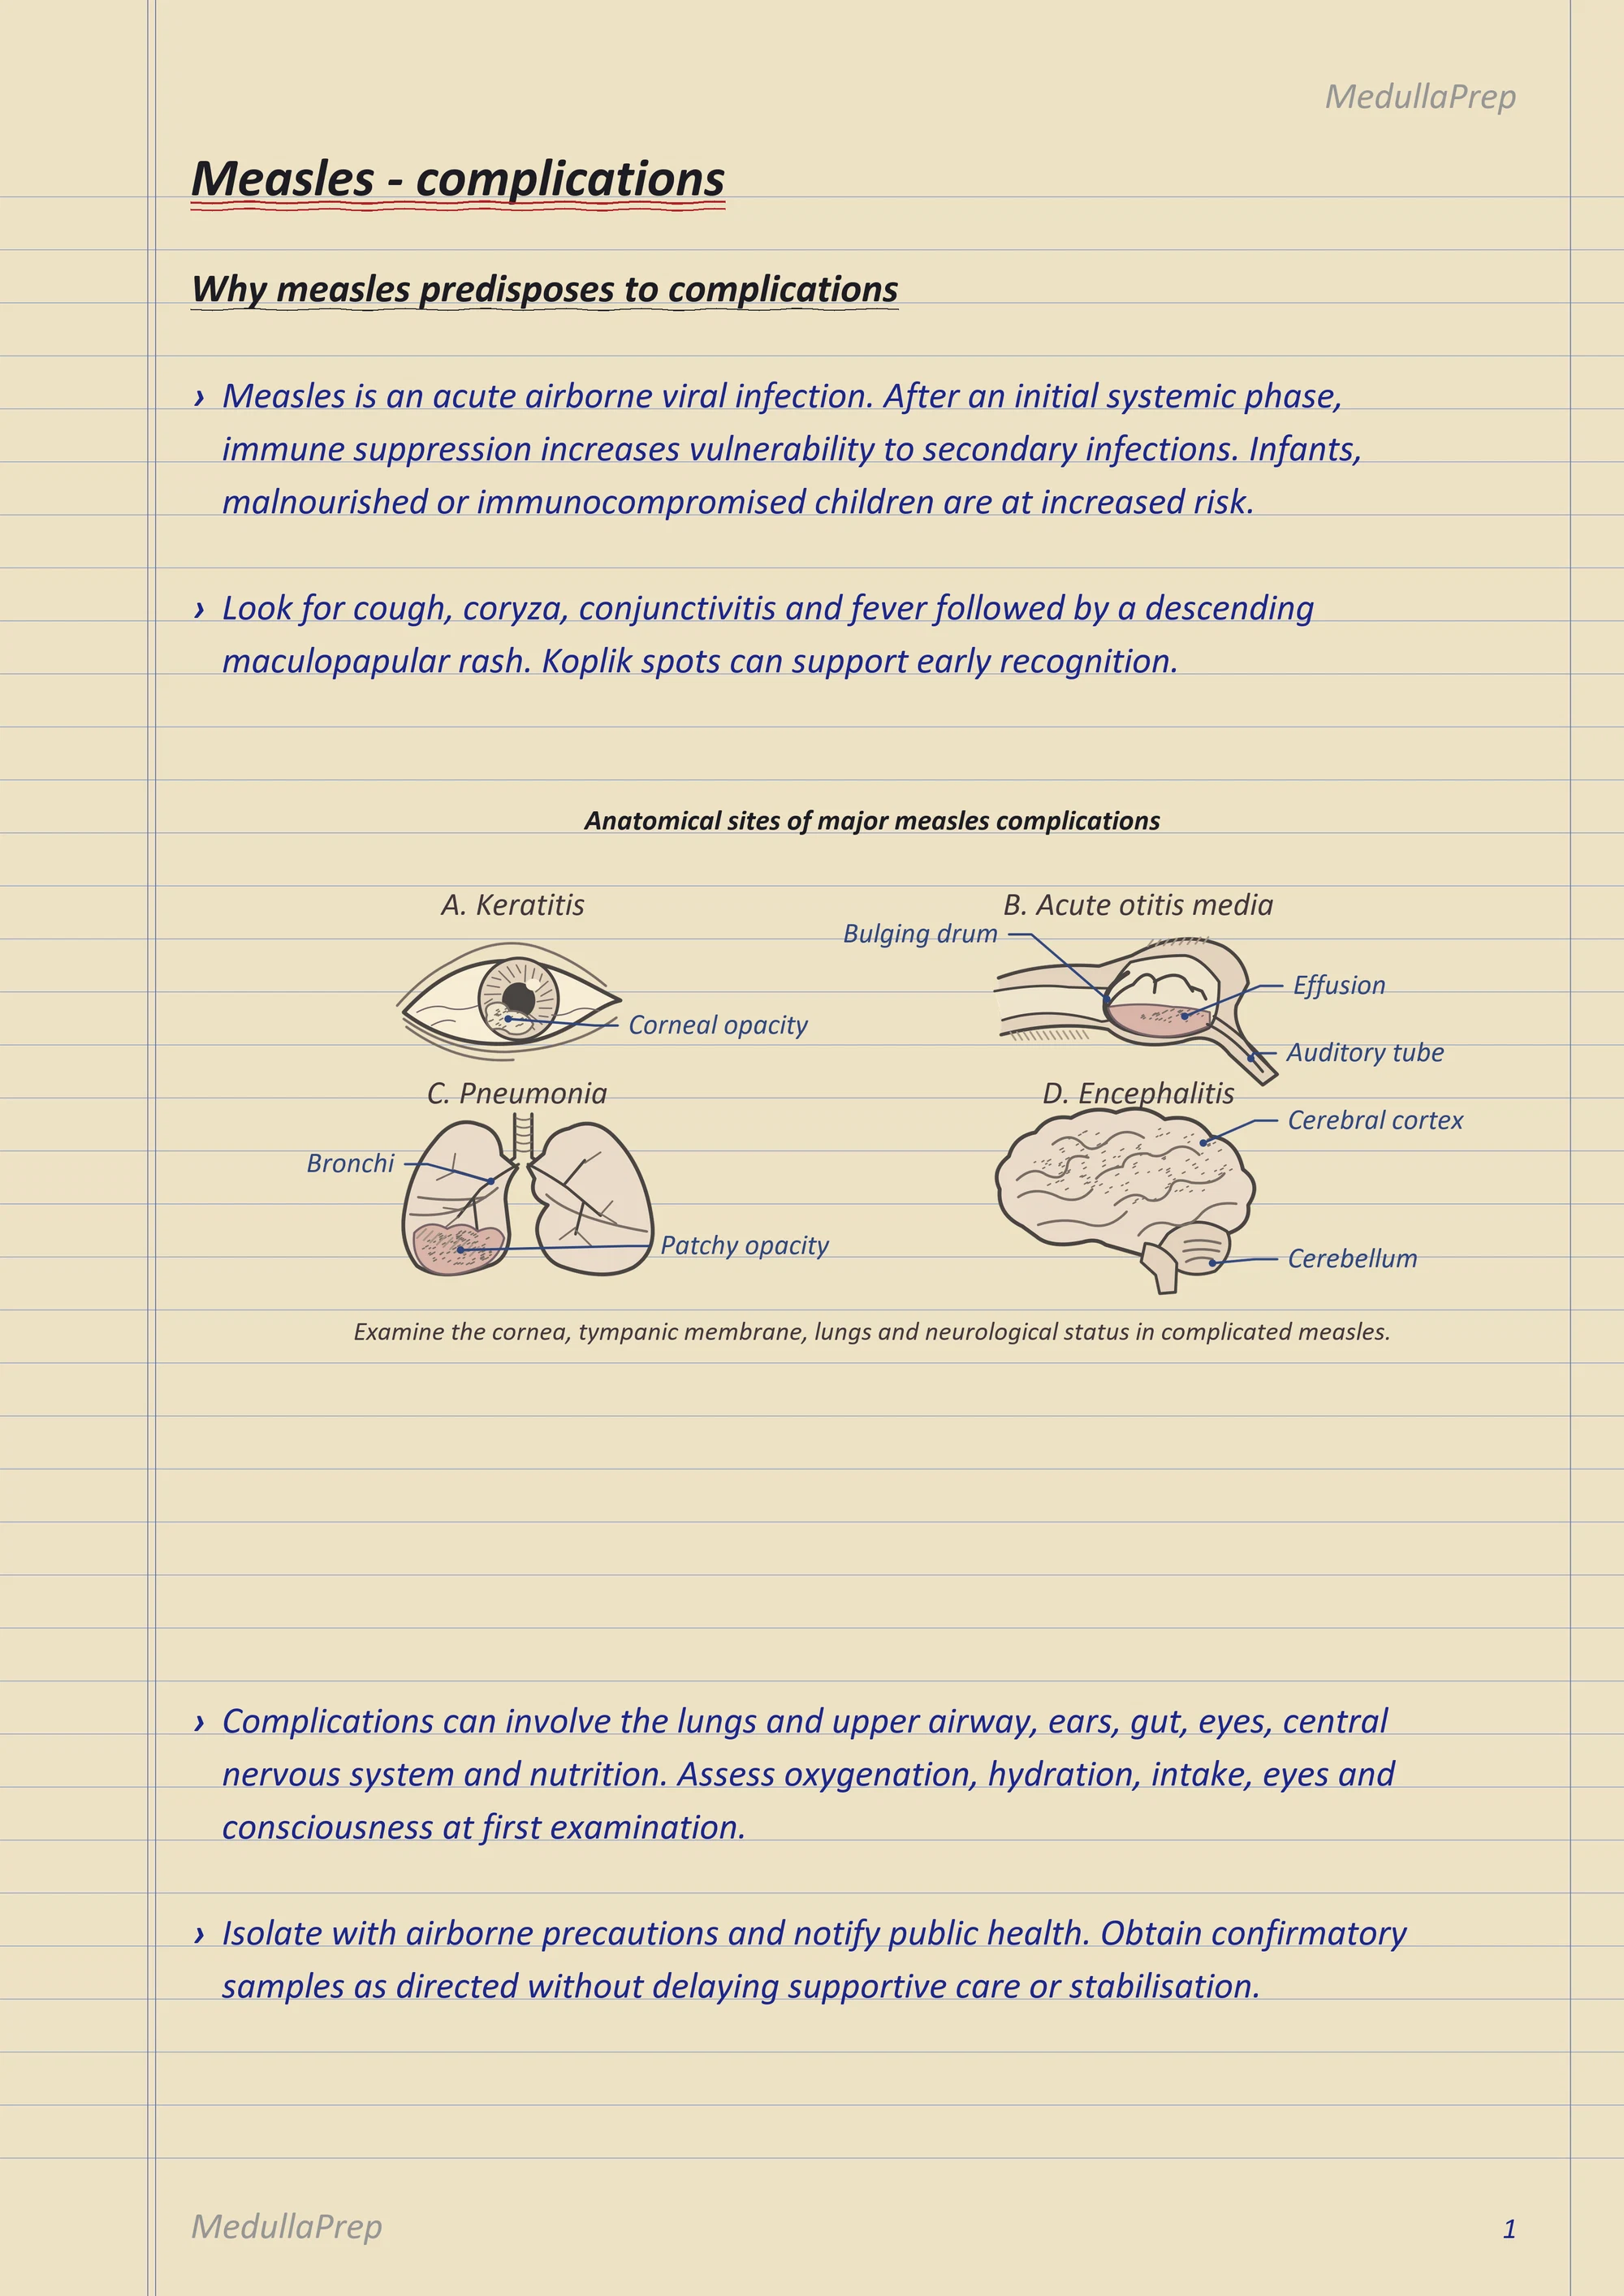 MedullaPrep
Measles - complications
Why measles predisposes to complications
› Measles is an acute airborne viral infection. After an initial systemic phase,
immune suppression increases vulnerability to secondary infections. Infants,
malnourished or immunocompromised children are at increased risk.
› Look for cough, coryza, conjunctivitis and fever followed by a descending
maculopapular rash. Koplik spots can support early recognition.
Anatomical sites of major measles complications
A. Keratitis
Corneal opacity
B. Acute otitis media
Bulging drum
Effusion
Auditory tube
C. Pneumonia
Bronchi
Patchy opacity
D. Encephalitis
Cerebral cortex
Cerebellum
Examine the cornea, tympanic membrane, lungs and neurological status in complicated measles.
› Complications can involve the lungs and upper airway, ears, gut, eyes, central
nervous system and nutrition. Assess oxygenation, hydration, intake, eyes and
consciousness at first examination.
› Isolate with airborne precautions and notify public health. Obtain confirmatory
samples as directed without delaying supportive care or stabilisation.
MedullaPrep
1